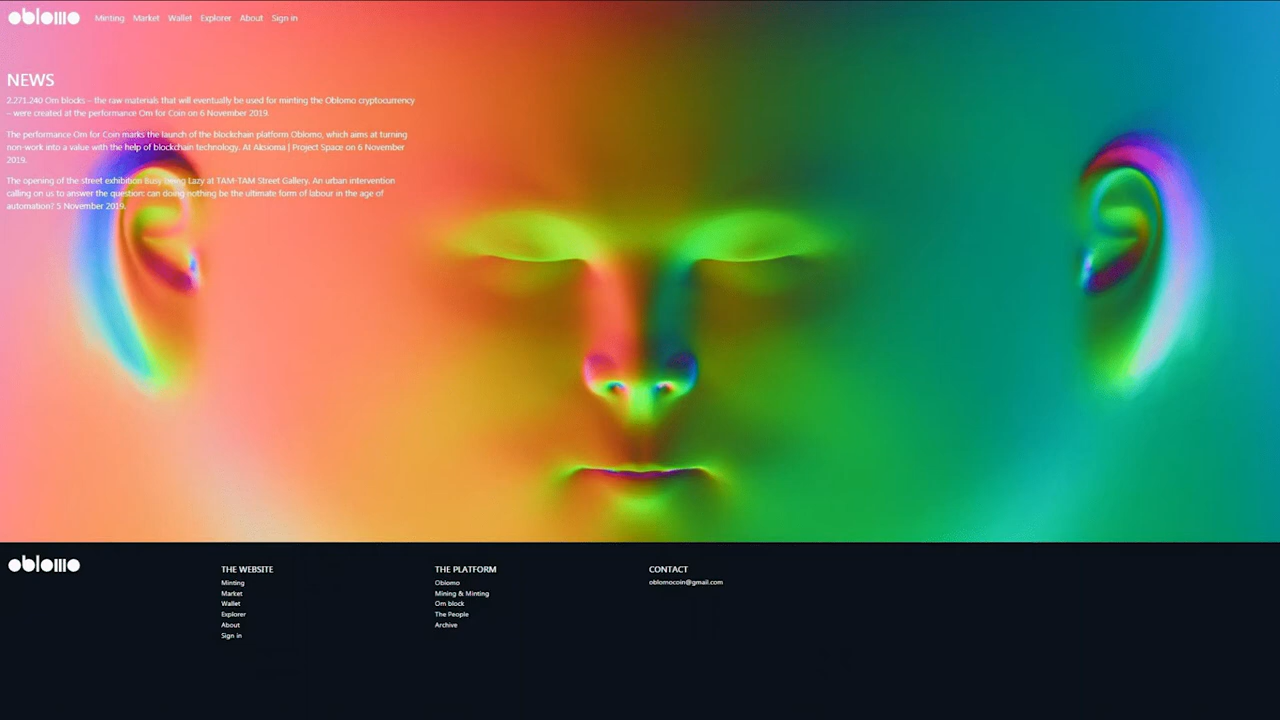 oblomo
Minting Market Wallet Explorer About Sign in
NEWS
2.271.240 Om blocks – the raw materials that will eventually be used for minting the Oblomo cryptocurrency
– were created at the performance Om for Coin on 6 November 2019.
The performance Om for Coin marks the launch of the blockchain platform Oblomo, which aims at turning
non-work into a value with the help of blockchain technology. At Aksioma | Project Space on 6 November
2019.
The opening of the street exhibition Busy Being Lazy at TAM-TAM Street Gallery. An urban intervention
calling on us to answer the question: can doing nothing be the ultimate form of labour in the age of
automation? 5 November 2019.
oblomo
THE WEBSITE
Minting
Market
Wallet
Explorer
About
Sign in
THE PLATFORM
Oblomo
Mining & Minting
Om block
The People
Archive
CONTACT
oblomocoin@gmail.com